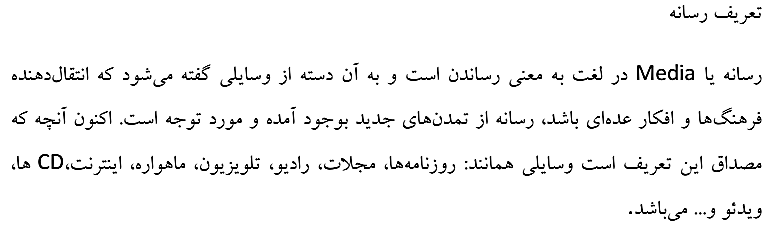 تعریف رسانه
رسانه یا Media در لغت به معنی رساندن است و به آن دسته از وسایلی گفته می‌شود که انتقال‌دهنده
فرهنگ‌ها و افکار عده‌ای باشد، رسانه از تمدن‌های جدید بوجود آمده و مورد توجه است. اکنون آنچه که
مصداق این تعریف است وسایلی همانند: روزنامه‌ها، مجلات، رادیو، تلویزیون، ماهواره، اینترنت،CD ها،
ویدئو و... می‌باشد.